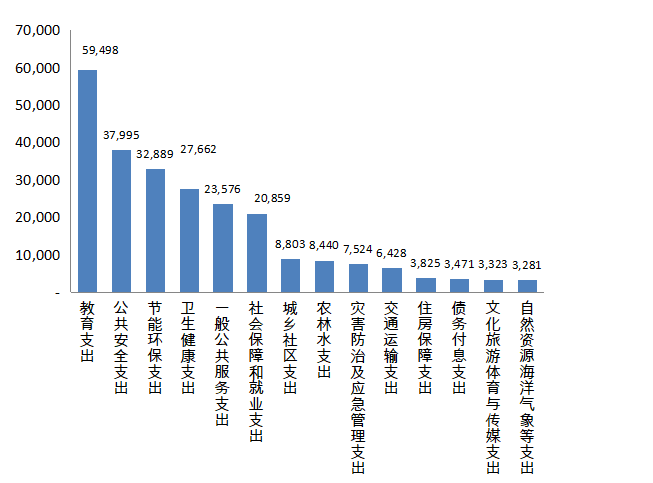 70,000
60,000
50,000
40,000
30,000
20,000
10,000
-
59,498
37,995
32,889
27,662
23,576
20,859
8,803
8,440
7,524
6,428
3,825
3,471
3,323
3,281
教育支出
公共安全支出
节能环保支出
卫生健康支出
一般公共服务支出
社会保障和就业支出
城乡社区支出
农林水支出
灾害防治及应急管理支出
交通运输支出
住房保障支出
债务付息支出
文化旅游体育与传媒支出
自然资源海洋气象等支出